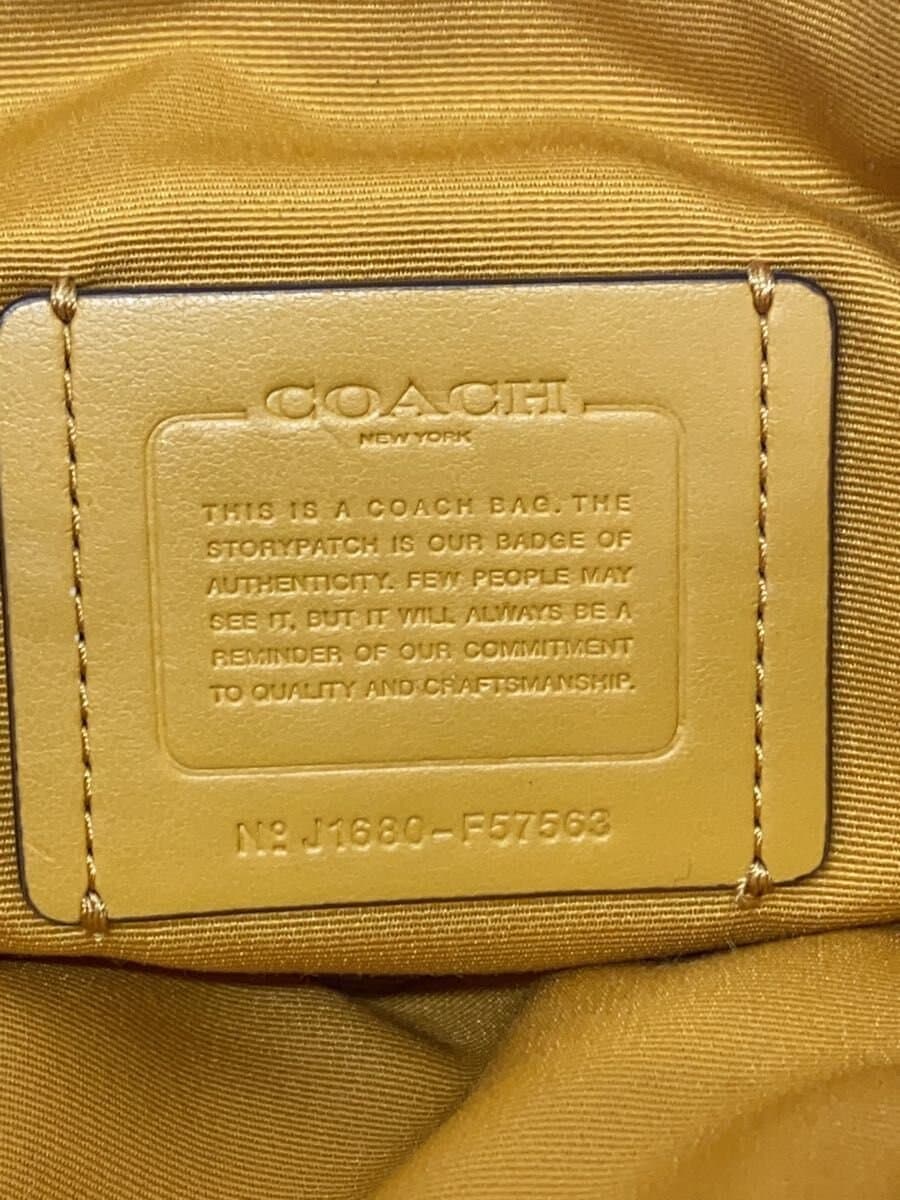 COACH
NEW YORK
THIS IS A COACH BAG. THE
STORYPATCH IS OUR BADGE OF
AUTHENTICITY. FEW PEOPLE MAY
SEE IT, BUT IT WILL ALWAYS BE A
REMINDER OF OUR COMMITMENT
TO QUALITY AND CRAFTSMANSHIP.
Nº J1680-F57563